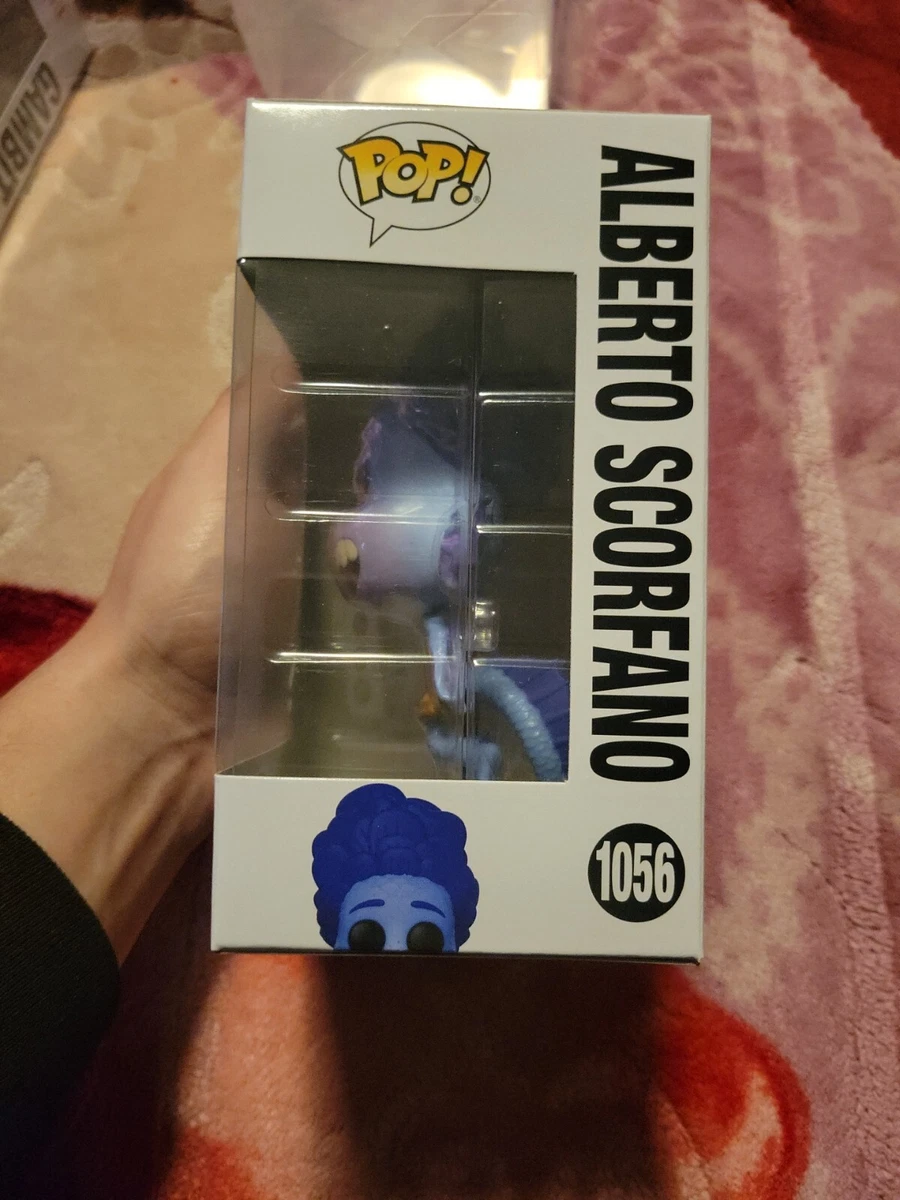 GAMBIT
POP!
ALBERTO SCORFANO
1056